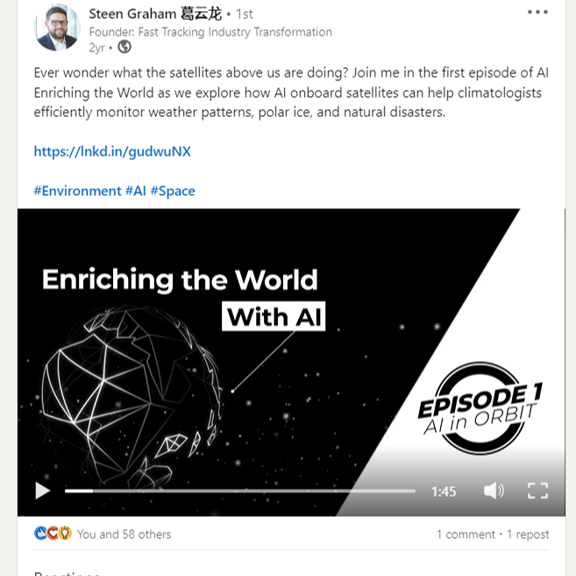 Steen Graham 葛云龙 • 1st
Founder: Fast Tracking Industry Transformation
2yr •
Ever wonder what the satellites above us are doing? Join me in the first episode of AI
Enriching the World as we explore how AI onboard satellites can help climatologists
efficiently monitor weather patterns, polar ice, and natural disasters.
https://lnkd.in/gudwuNX
#Environment #AI #Space
Enriching the World
With AI
EPISODE 1
AI in ORBIT
1:45
You and 58 others
1 comment • 1 repost